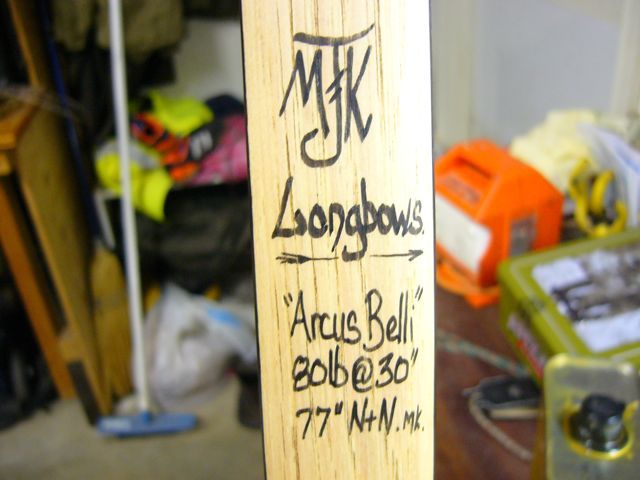 MJK
Longbows.
"Arcus Belli"
80lb@30"
77" N+N. MK.